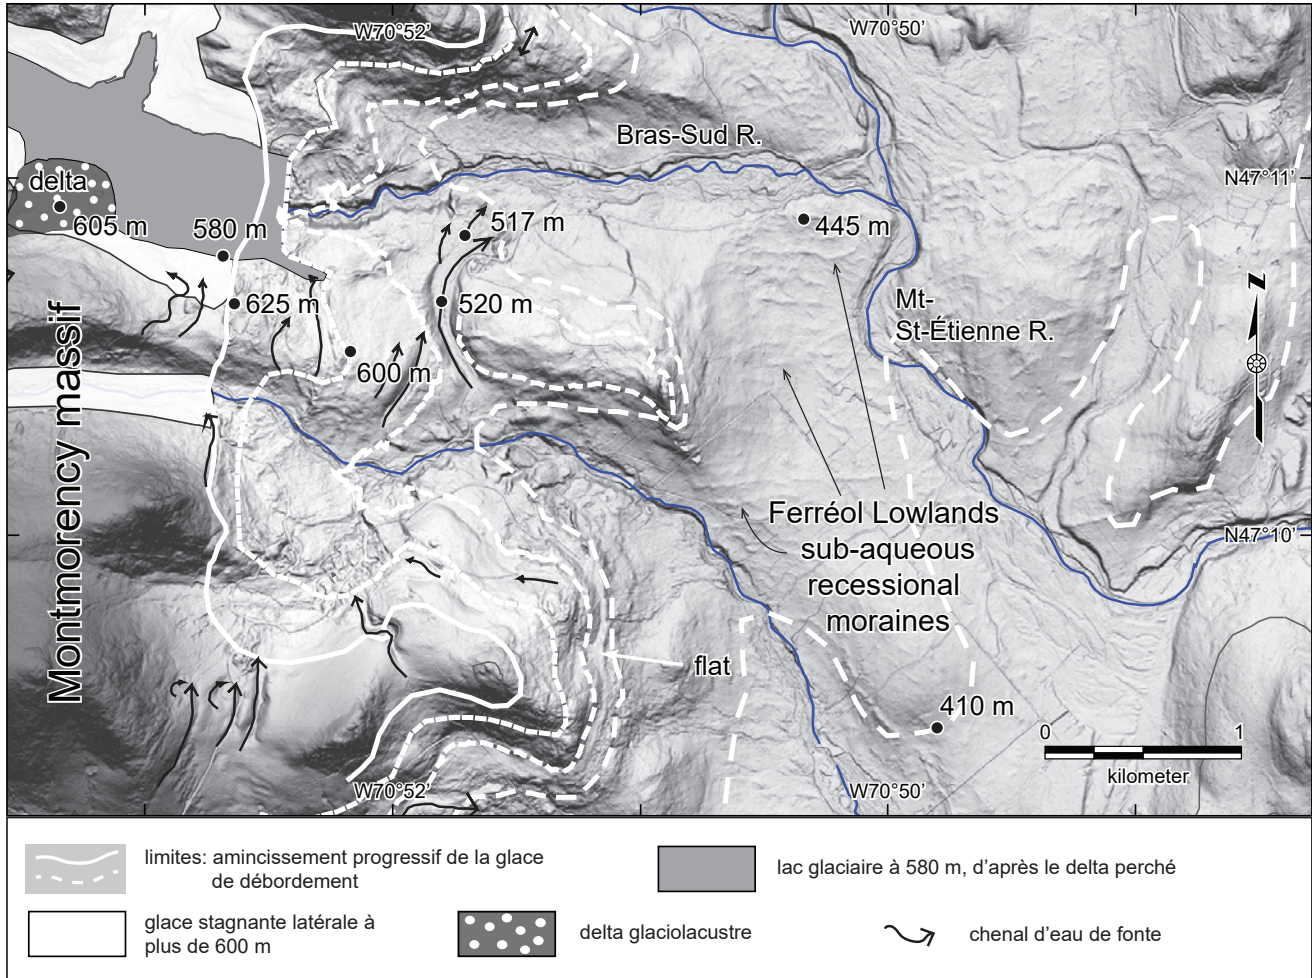 W70°52'
W70°50'
Bras-Sud R.
N47°11'
delta
605 m
580 m
517 m
445 m
625 m
520 m
Mt-
St-Étienne R.
N
600 m
Montmorency massif
Ferréol Lowlands
sub-aqueous
recessional
moraines
N47°10'
flat
410 m
0 1
kilometer
W70°52'
W70°50'
limites: amincissement progressif de la glace
de débordement
lac glaciaire à 580 m, d'après le delta perché
glace stagnante latérale à
plus de 600 m
delta glaciolacustre
chenal d'eau de fonte